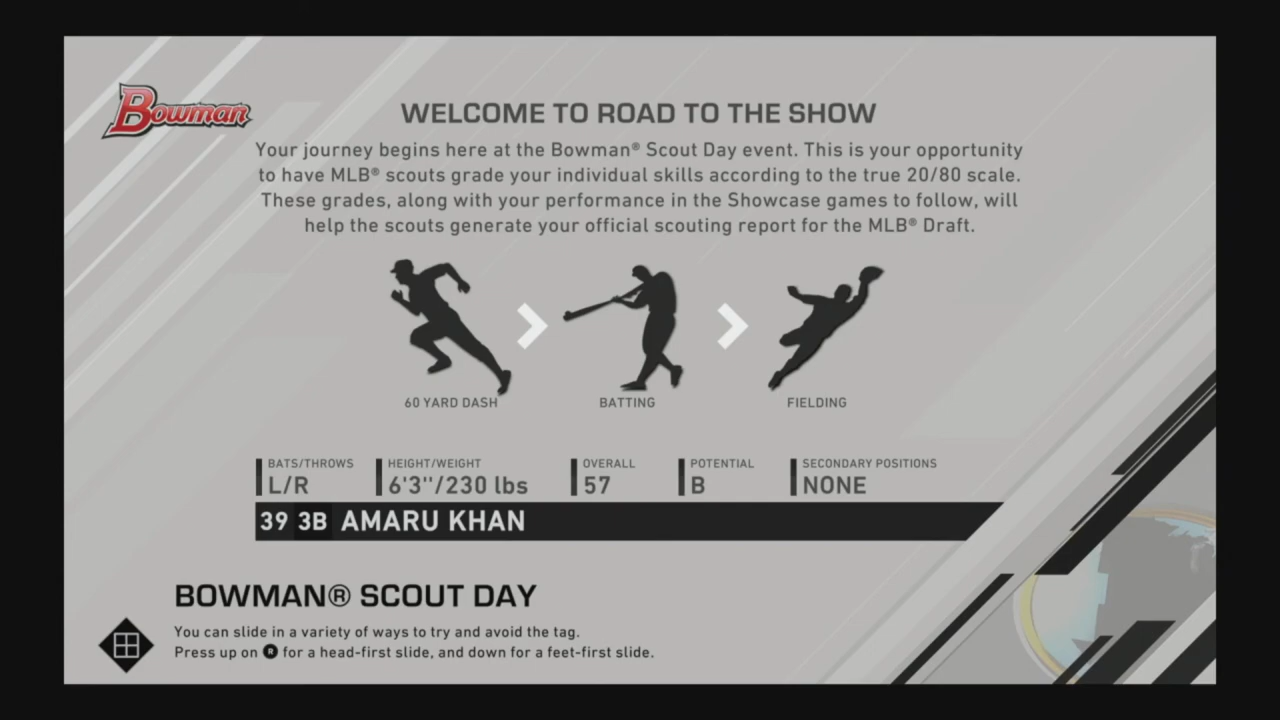 Bowman
WELCOME TO ROAD TO THE SHOW
Your journey begins here at the Bowman® Scout Day event. This is your opportunity
to have MLB® scouts grade your individual skills according to the true 20/80 scale.
These grades, along with your performance in the Showcase games to follow, will
help the scouts generate your official scouting report for the MLB® Draft.
60 YARD DASH
BATTING
FIELDING
BATS/THROWS
L/R
HEIGHT/WEIGHT
6'3"/230 lbs
OVERALL
57
POTENTIAL
B
SECONDARY POSITIONS
NONE
39 3B AMARU KHAN
BOWMAN® SCOUT DAY
You can slide in a variety of ways to try and avoid the tag.
Press up on R for a head-first slide, and down for a feet-first slide.